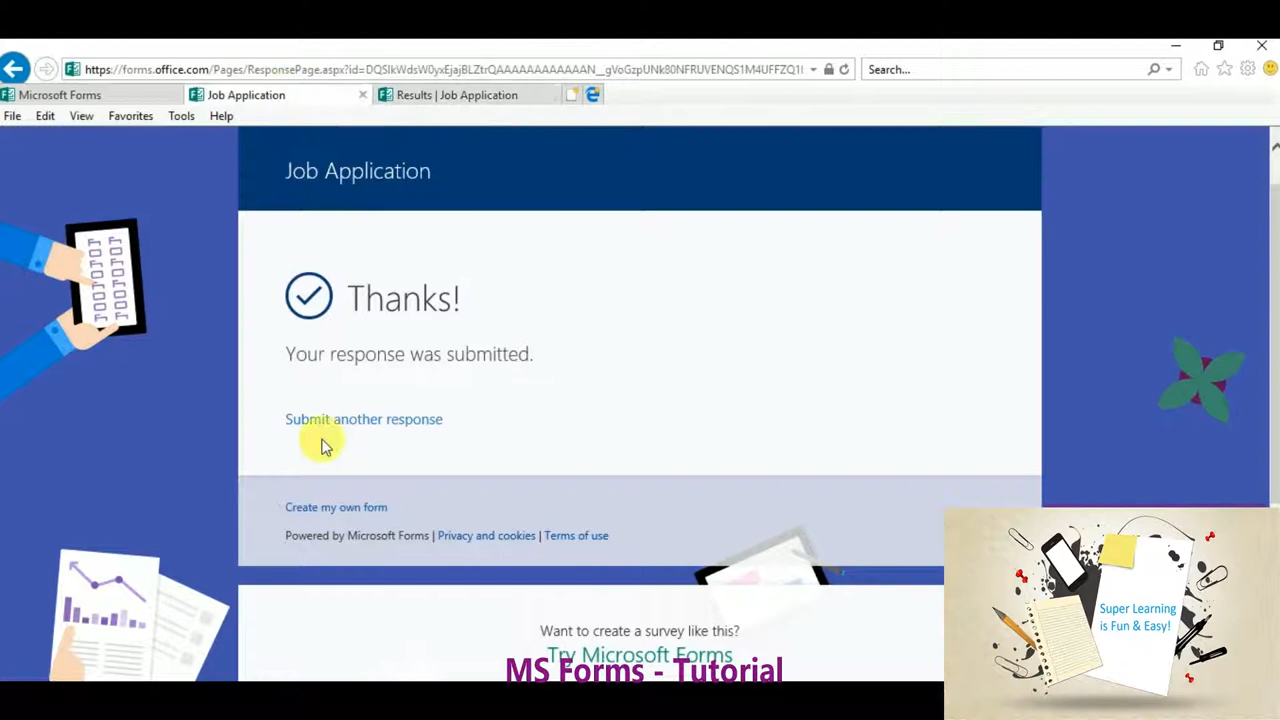 https://forms.office.com/Pages/ResponsePage.aspx?id=
Search...
Microsoft Forms
Job Application
Results | Job Application
File Edit View Favorites Tools Help
Job Application
Thanks!
Your response was submitted.
Submit another response
Create my own form
Powered by Microsoft Forms | Privacy and cookies | Terms of use
Want to create a survey like this?
Try Microsoft Forms
MS Forms - Tutorial
Super Learning
is Fun & Easy!